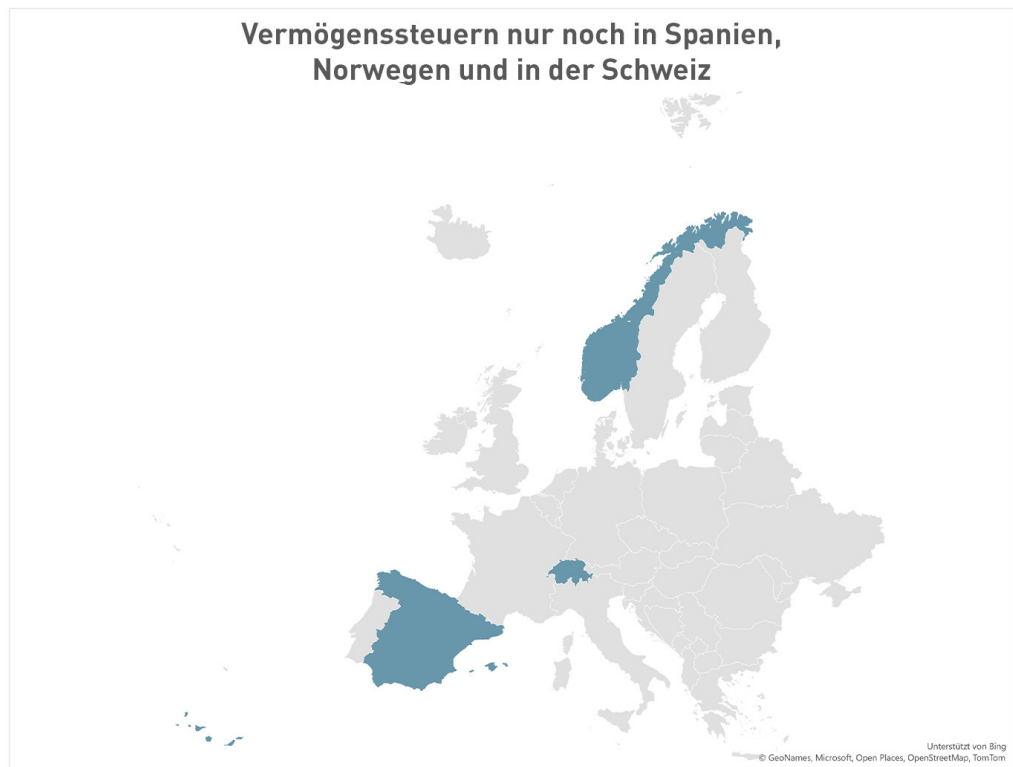 Vermögenssteuern nur noch in Spanien,
Norwegen und in der Schweiz
Unterstützt von Bing
© GeoNames, Microsoft, Open Places, OpenStreetMap, TomTom